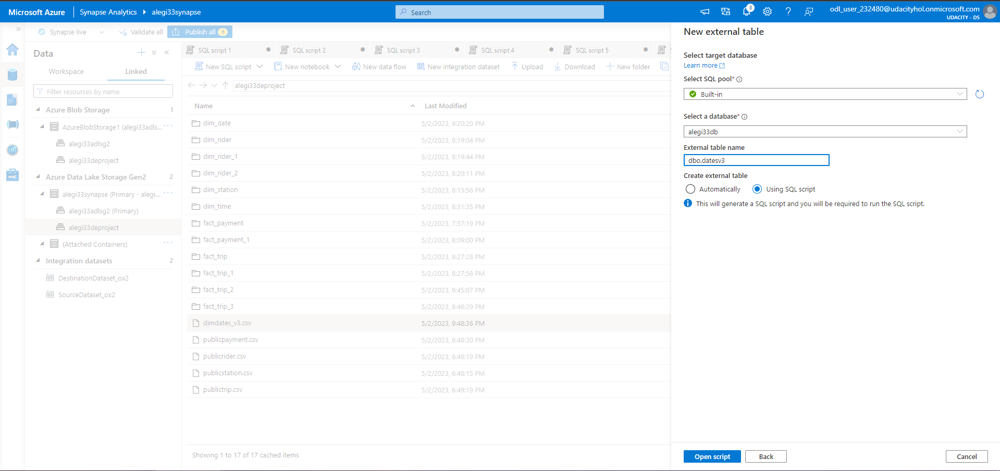 Microsoft Azure
Synapse Analytics
alegi33synapse
Search
8
odl_user_232480@udacityhol.onmicrosoft.com
UDACITY - DS
Synapse live
Validate all
Publish all 6
Data
Workspace
Linked
Filter resources by name
Azure Blob Storage 1
AzureBlobStorage1 (alegi33adls...
alegi33adlsg2
alegi33deproject
Azure Data Lake Storage Gen2 2
alegi33synapse (Primary - alegi...
alegi33adlsg2 (Primary)
alegi33deproject
(Attached Containers)
Integration datasets 2
DestinationDataset_ox2
SourceDataset_ox2
SQL script 1
SQL script 2
SQL script 3
SQL script 4
SQL script 5
New SQL script
New notebook
New data flow
New integration dataset
Upload
Download
New folder
alegi33deproject
Name Last Modified
dim_date 5/2/2023, 9:20:20 PM
dim_rider 5/2/2023, 8:19:04 PM
dim_rider_1 5/2/2023, 8:19:44 PM
dim_rider_2 5/2/2023, 8:20:11 PM
dim_station 5/2/2023, 8:15:56 PM
dim_time 5/2/2023, 8:31:35 PM
fact_payment 5/2/2023, 7:57:19 PM
fact_payment_1 5/2/2023, 8:09:00 PM
fact_trip 5/2/2023, 8:27:28 PM
fact_trip_1 5/2/2023, 8:27:58 PM
fact_trip_2 5/2/2023, 8:45:07 PM
fact_trip_3 5/2/2023, 8:46:29 PM
dimdates_v3.csv 5/2/2023, 9:48:36 PM
publicpayment.csv 5/2/2023, 6:48:30 PM
publicrider.csv 5/2/2023, 6:48:19 PM
publicstation.csv 5/2/2023, 6:48:15 PM
publictrip.csv 5/2/2023, 6:49:19 PM
Showing 1 to 17 of 17 cached items
New external table
Select target database
Learn more
Select SQL pool*
Built-in
Select a database*
alegi33db
External table name
dbo.datesv3
Create external table
Automatically
Using SQL script
This will generate a SQL script and you will be required to run the SQL script.
Open script
Back
Cancel